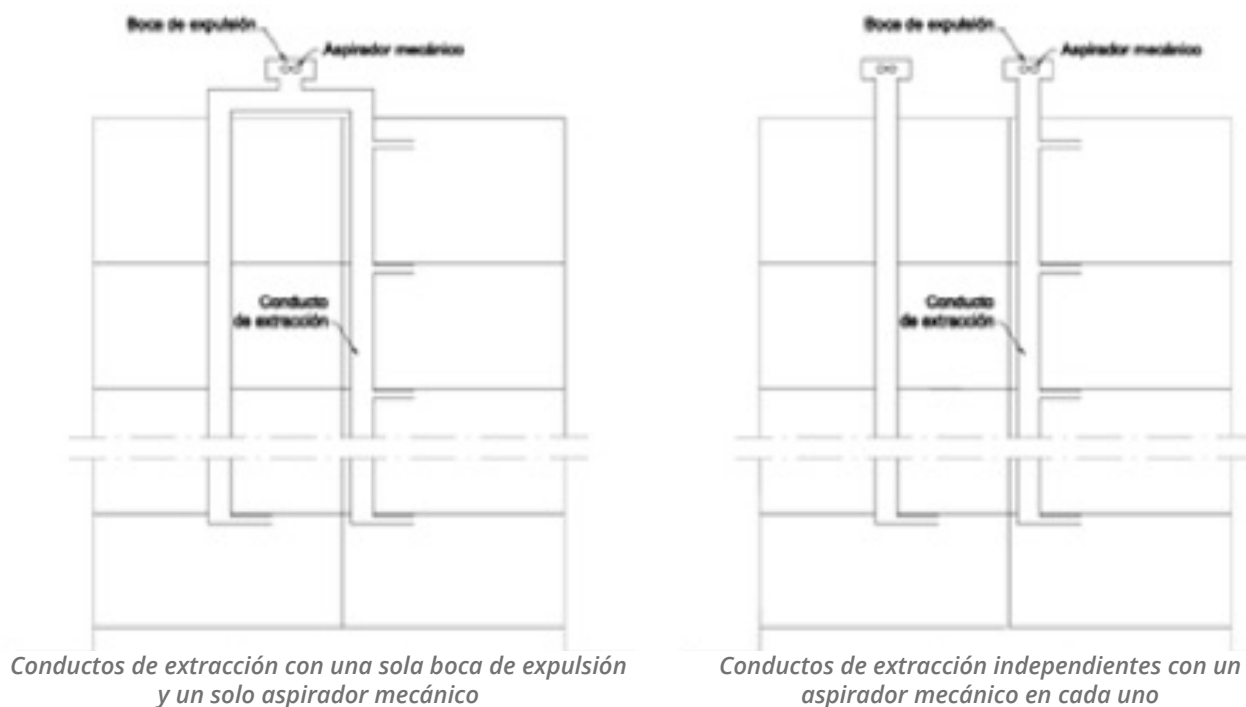 Boca de expulsión
Aspirador mecánico
Conducto
de extracción
Conductos de extracción con una sola boca de expulsión
y un solo aspirador mecánico
Boca de expulsión
Aspirador mecánico
Conducto
de extracción
Conductos de extracción independientes con un
aspirador mecánico en cada uno